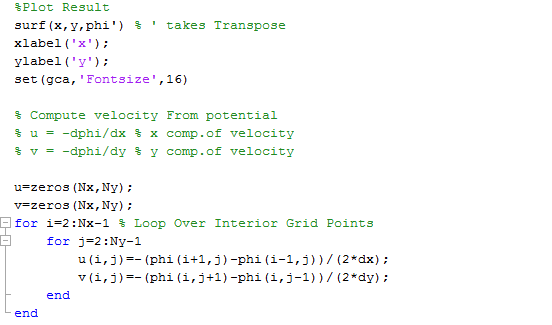 %Plot Result
surf(x,y,phi') % ' takes Transpose
xlabel('x');
ylabel('y');
set(gca,'Fontsize',16)
% Compute velocity From potential
% u = -dphi/dx % x comp.of velocity
% v = -dphi/dy % y comp.of velocity
u=zeros(Nx,Ny);
v=zeros(Nx,Ny);
for i=2:Nx-1 % Loop Over Interior Grid Points
for j=2:Ny-1
u(i,j)=-(phi(i+1,j)-phi(i-1,j))/(2*dx);
v(i,j)=-(phi(i,j+1)-phi(i,j-1))/(2*dy);
end
end